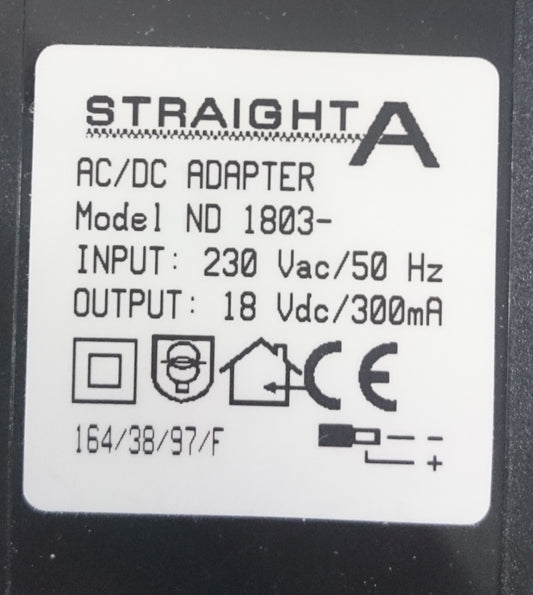 STRAIGHT A
AC/DC ADAPTER
Model ND 1803-
INPUT: 230 Vac/50 Hz
OUTPUT: 18 Vdc/300mA
CE
164/38/97/F
-
+